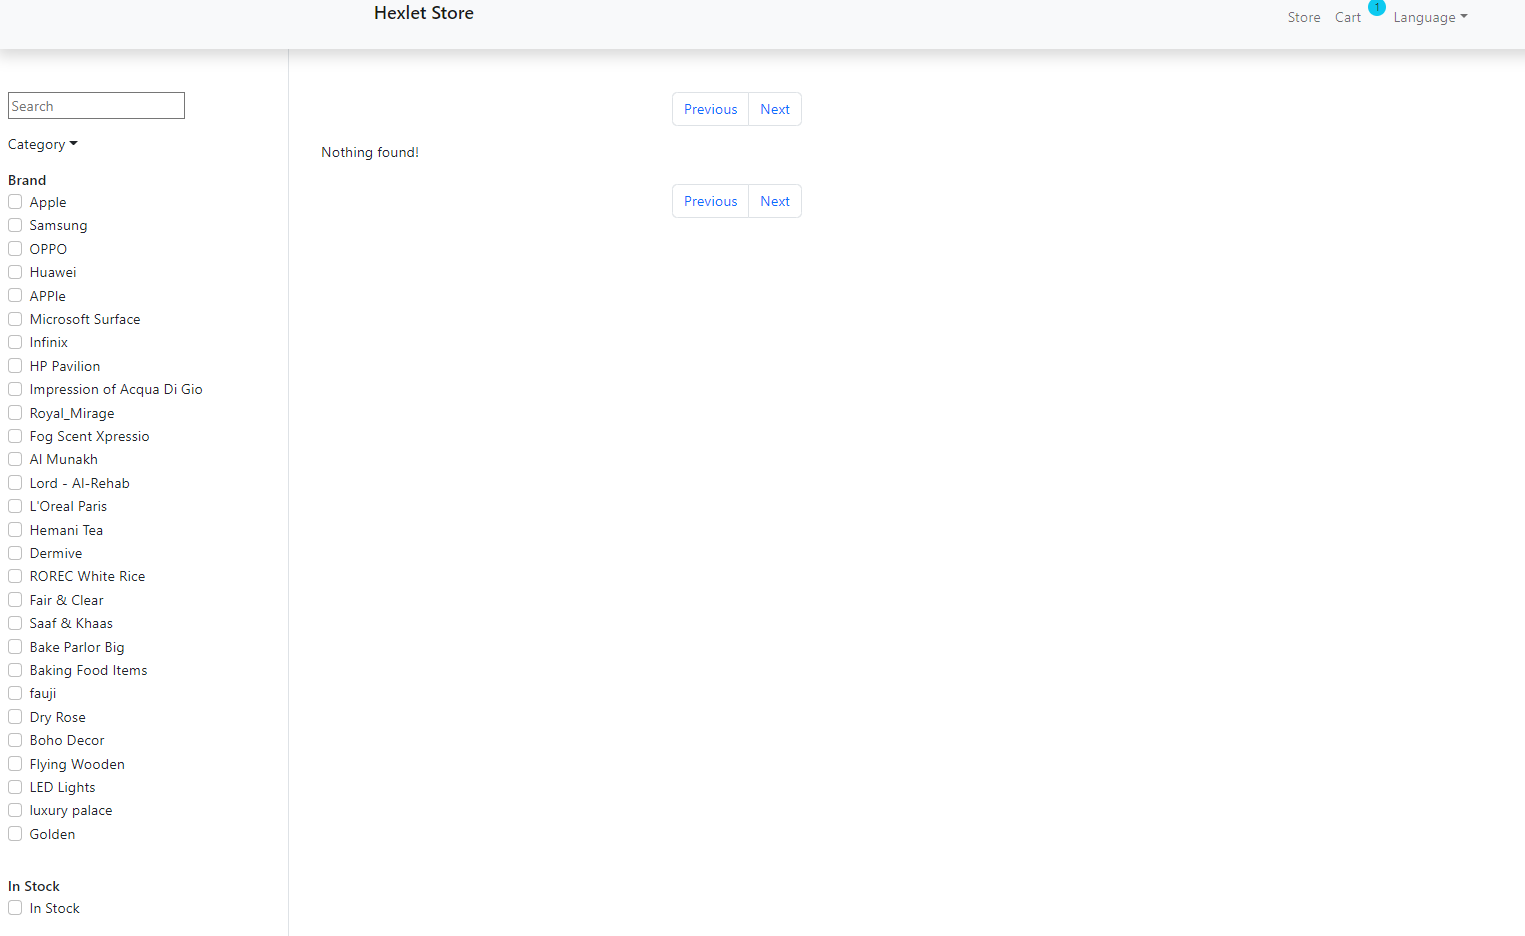 Hexlet Store
Store Cart 1 Language
Search
Category
Brand
Apple
Samsung
OPPO
Huawei
APPle
Microsoft Surface
Infinix
HP Pavilion
Impression of Acqua Di Gio
Royal_Mirage
Fog Scent Xpressio
Al Munakh
Lord - Al-Rehab
L'Oreal Paris
Hemani Tea
Dermive
ROREC White Rice
Fair & Clear
Saaf & Khaas
Bake Parlor Big
Baking Food Items
fauji
Dry Rose
Boho Decor
Flying Wooden
LED Lights
luxury palace
Golden
In Stock
In Stock
Previous Next
Nothing found!
Previous Next